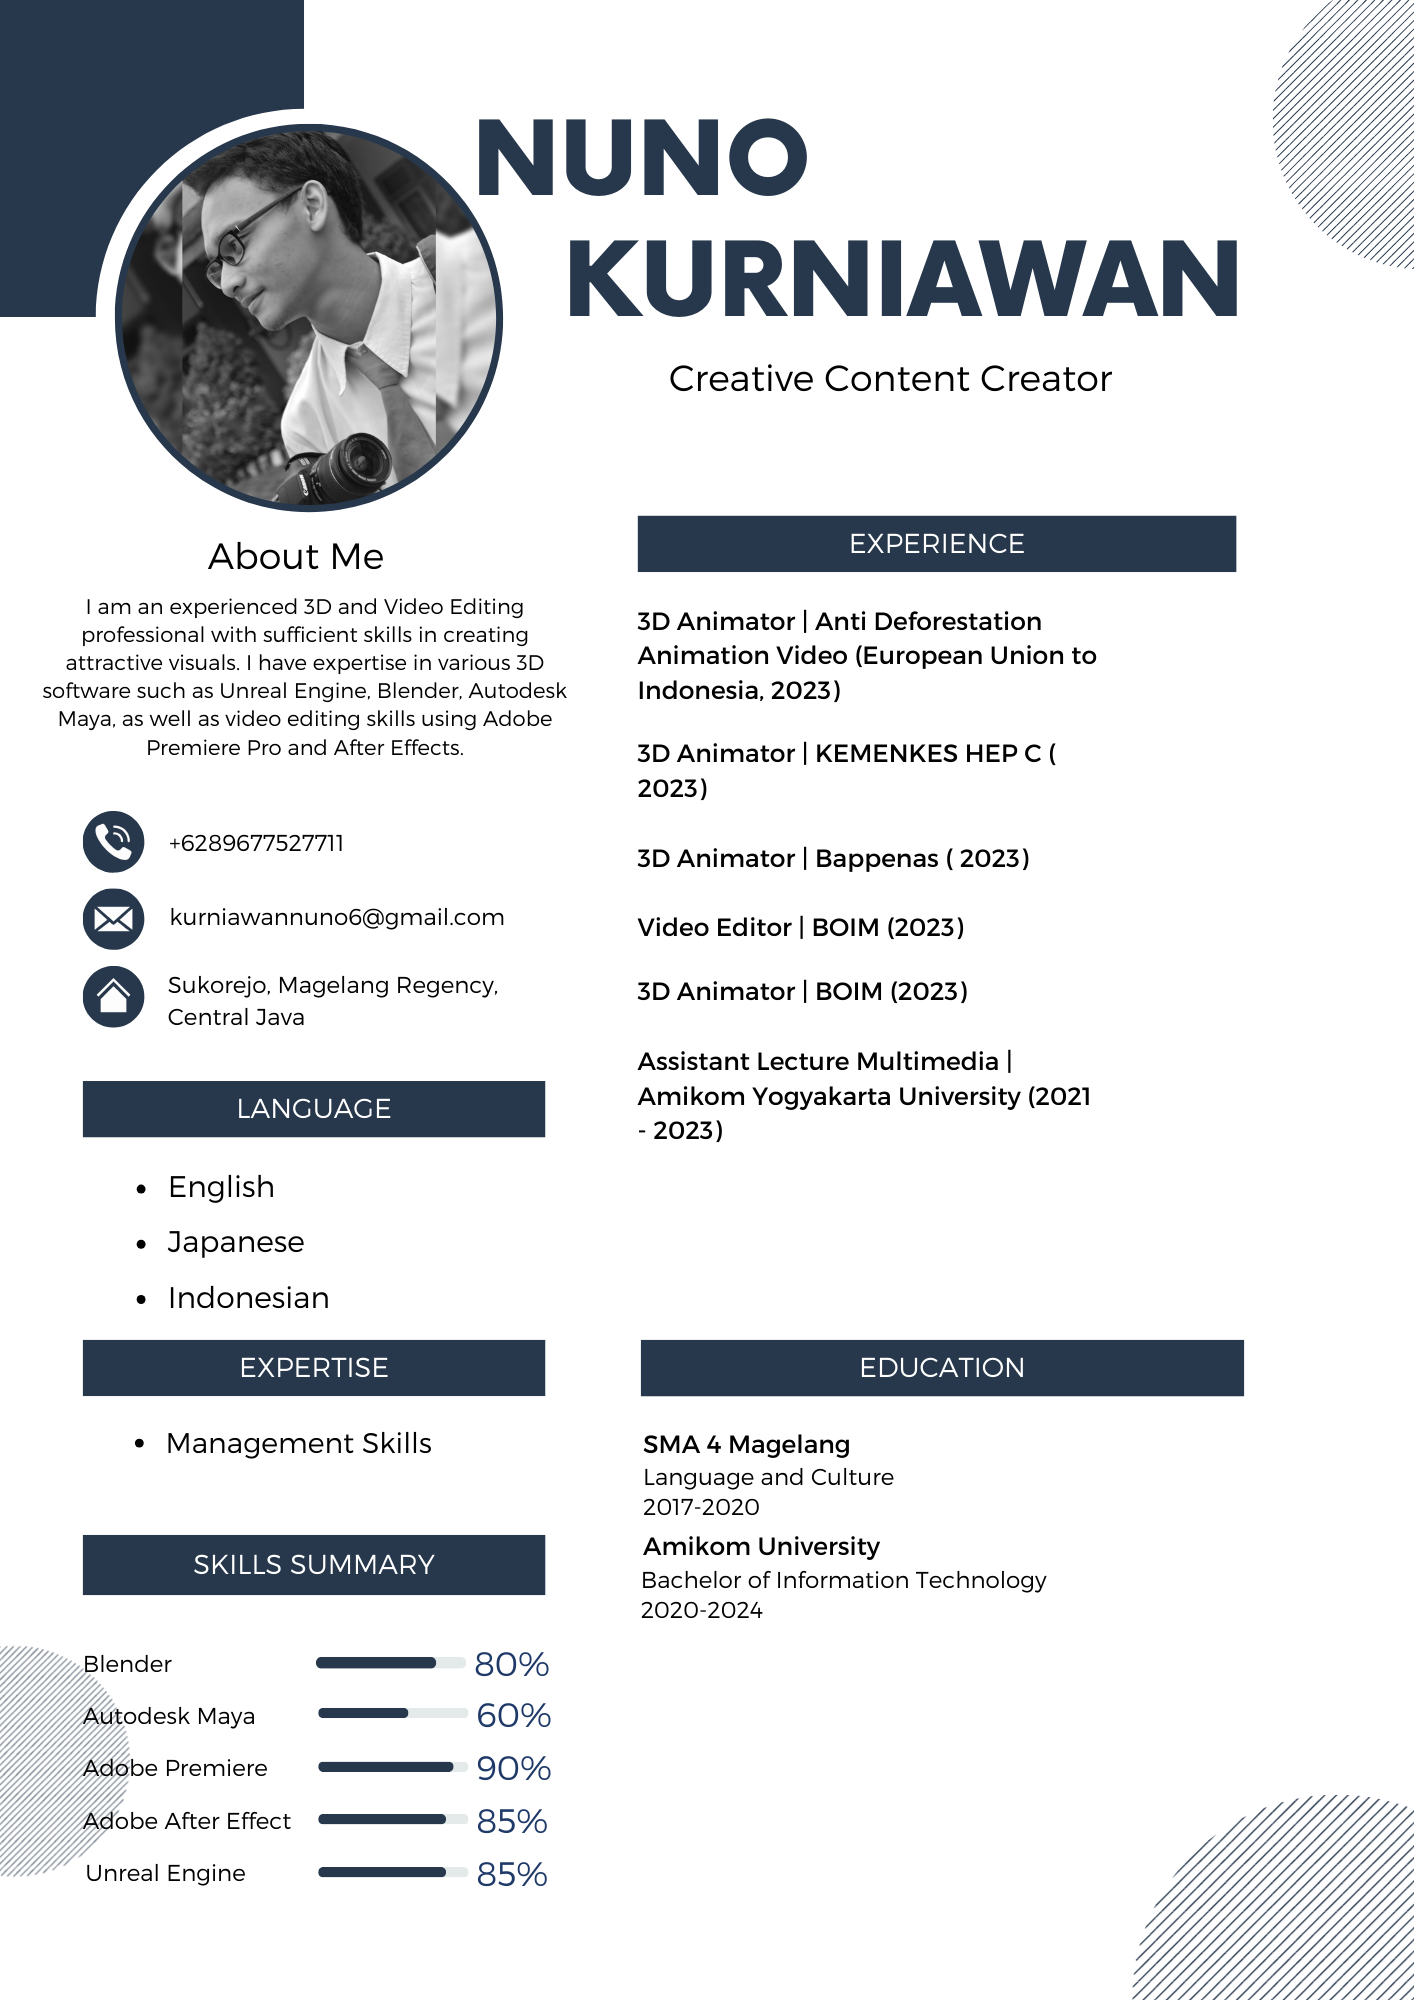 NUNO
KURNIAWAN
Creative Content Creator
About Me
I am an experienced 3D and Video Editing
professional with sufficient skills in creating
attractive visuals. I have expertise in various 3D
software such as Unreal Engine, Blender, Autodesk
Maya, as well as video editing skills using Adobe
Premiere Pro and After Effects.
+6289677527711
kurniawannuno6@gmail.com
Sukorejo, Magelang Regency,
Central Java
LANGUAGE
• English
• Japanese
• Indonesian
EXPERTISE
• Management Skills
SKILLS SUMMARY
Blender 80%
Autodesk Maya 60%
Adobe Premiere 90%
Adobe After Effect 85%
Unreal Engine 85%
EXPERIENCE
3D Animator | Anti Deforestation
Animation Video (European Union to
Indonesia, 2023)
3D Animator | KEMENKES HEP C (
2023)
3D Animator | Bappenas ( 2023)
Video Editor | BOIM (2023)
3D Animator | BOIM (2023)
Assistant Lecture Multimedia |
Amikom Yogyakarta University (2021
- 2023)
EDUCATION
SMA 4 Magelang
Language and Culture
2017-2020
Amikom University
Bachelor of Information Technology
2020-2024